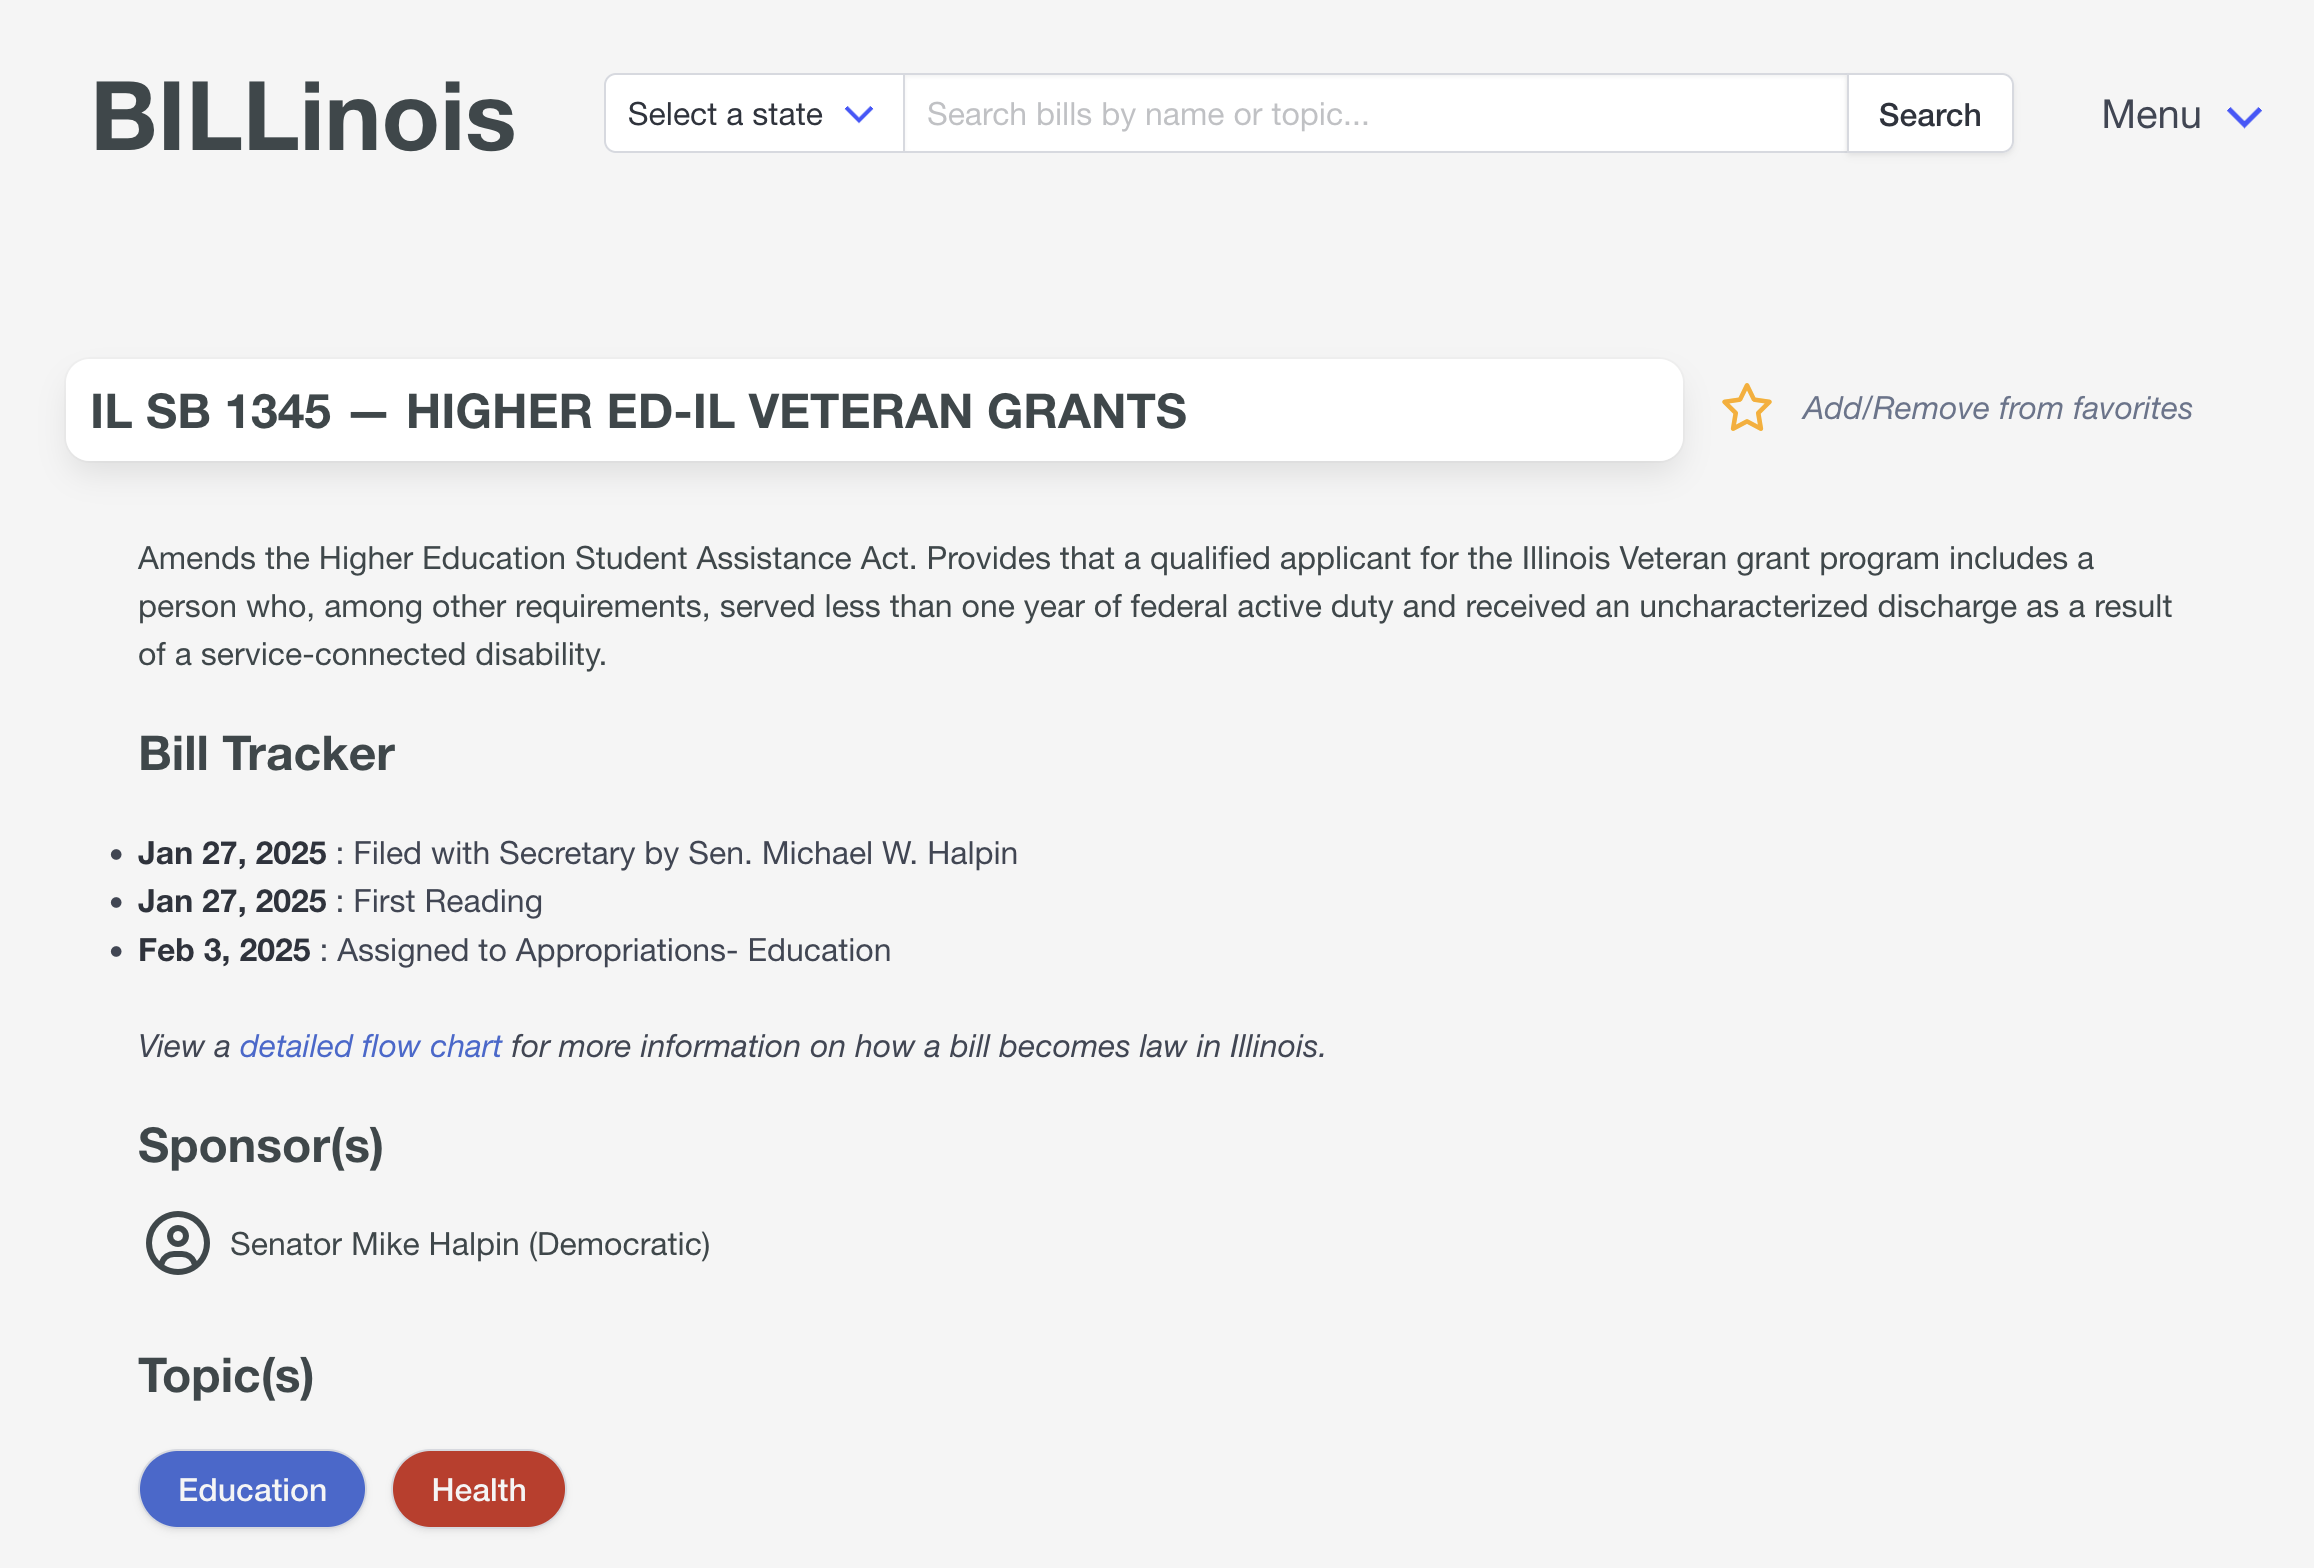 BILLinois
Select a state
Search bills by name or topic...
Search
Menu
IL SB 1345 — HIGHER ED-IL VETERAN GRANTS
Add/Remove from favorites
Amends the Higher Education Student Assistance Act. Provides that a qualified applicant for the Illinois Veteran grant program includes a
person who, among other requirements, served less than one year of federal active duty and received an uncharacterized discharge as a result
of a service-connected disability.
Bill Tracker
• Jan 27, 2025 : Filed with Secretary by Sen. Michael W. Halpin
• Jan 27, 2025 : First Reading
• Feb 3, 2025 : Assigned to Appropriations- Education
View a detailed flow chart for more information on how a bill becomes law in Illinois.
Sponsor(s)
Senator Mike Halpin (Democratic)
Topic(s)
Education
Health